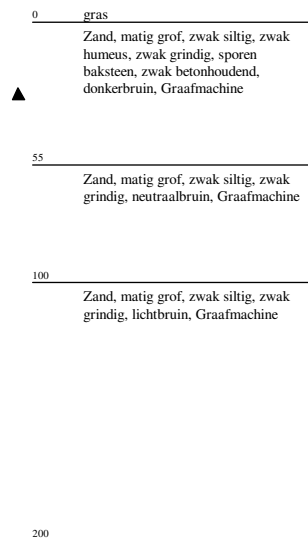 0 gras
Zand, matig grof, zwak siltig, zwak
humeus, zwak grindig, sporen
baksteen, zwak betonhoudend,
donkerbruin, Graafmachine
55
Zand, matig grof, zwak siltig, zwak
grindig, neutraalbruin, Graafmachine
100
Zand, matig grof, zwak siltig, zwak
grindig, lichtbruin, Graafmachine
200